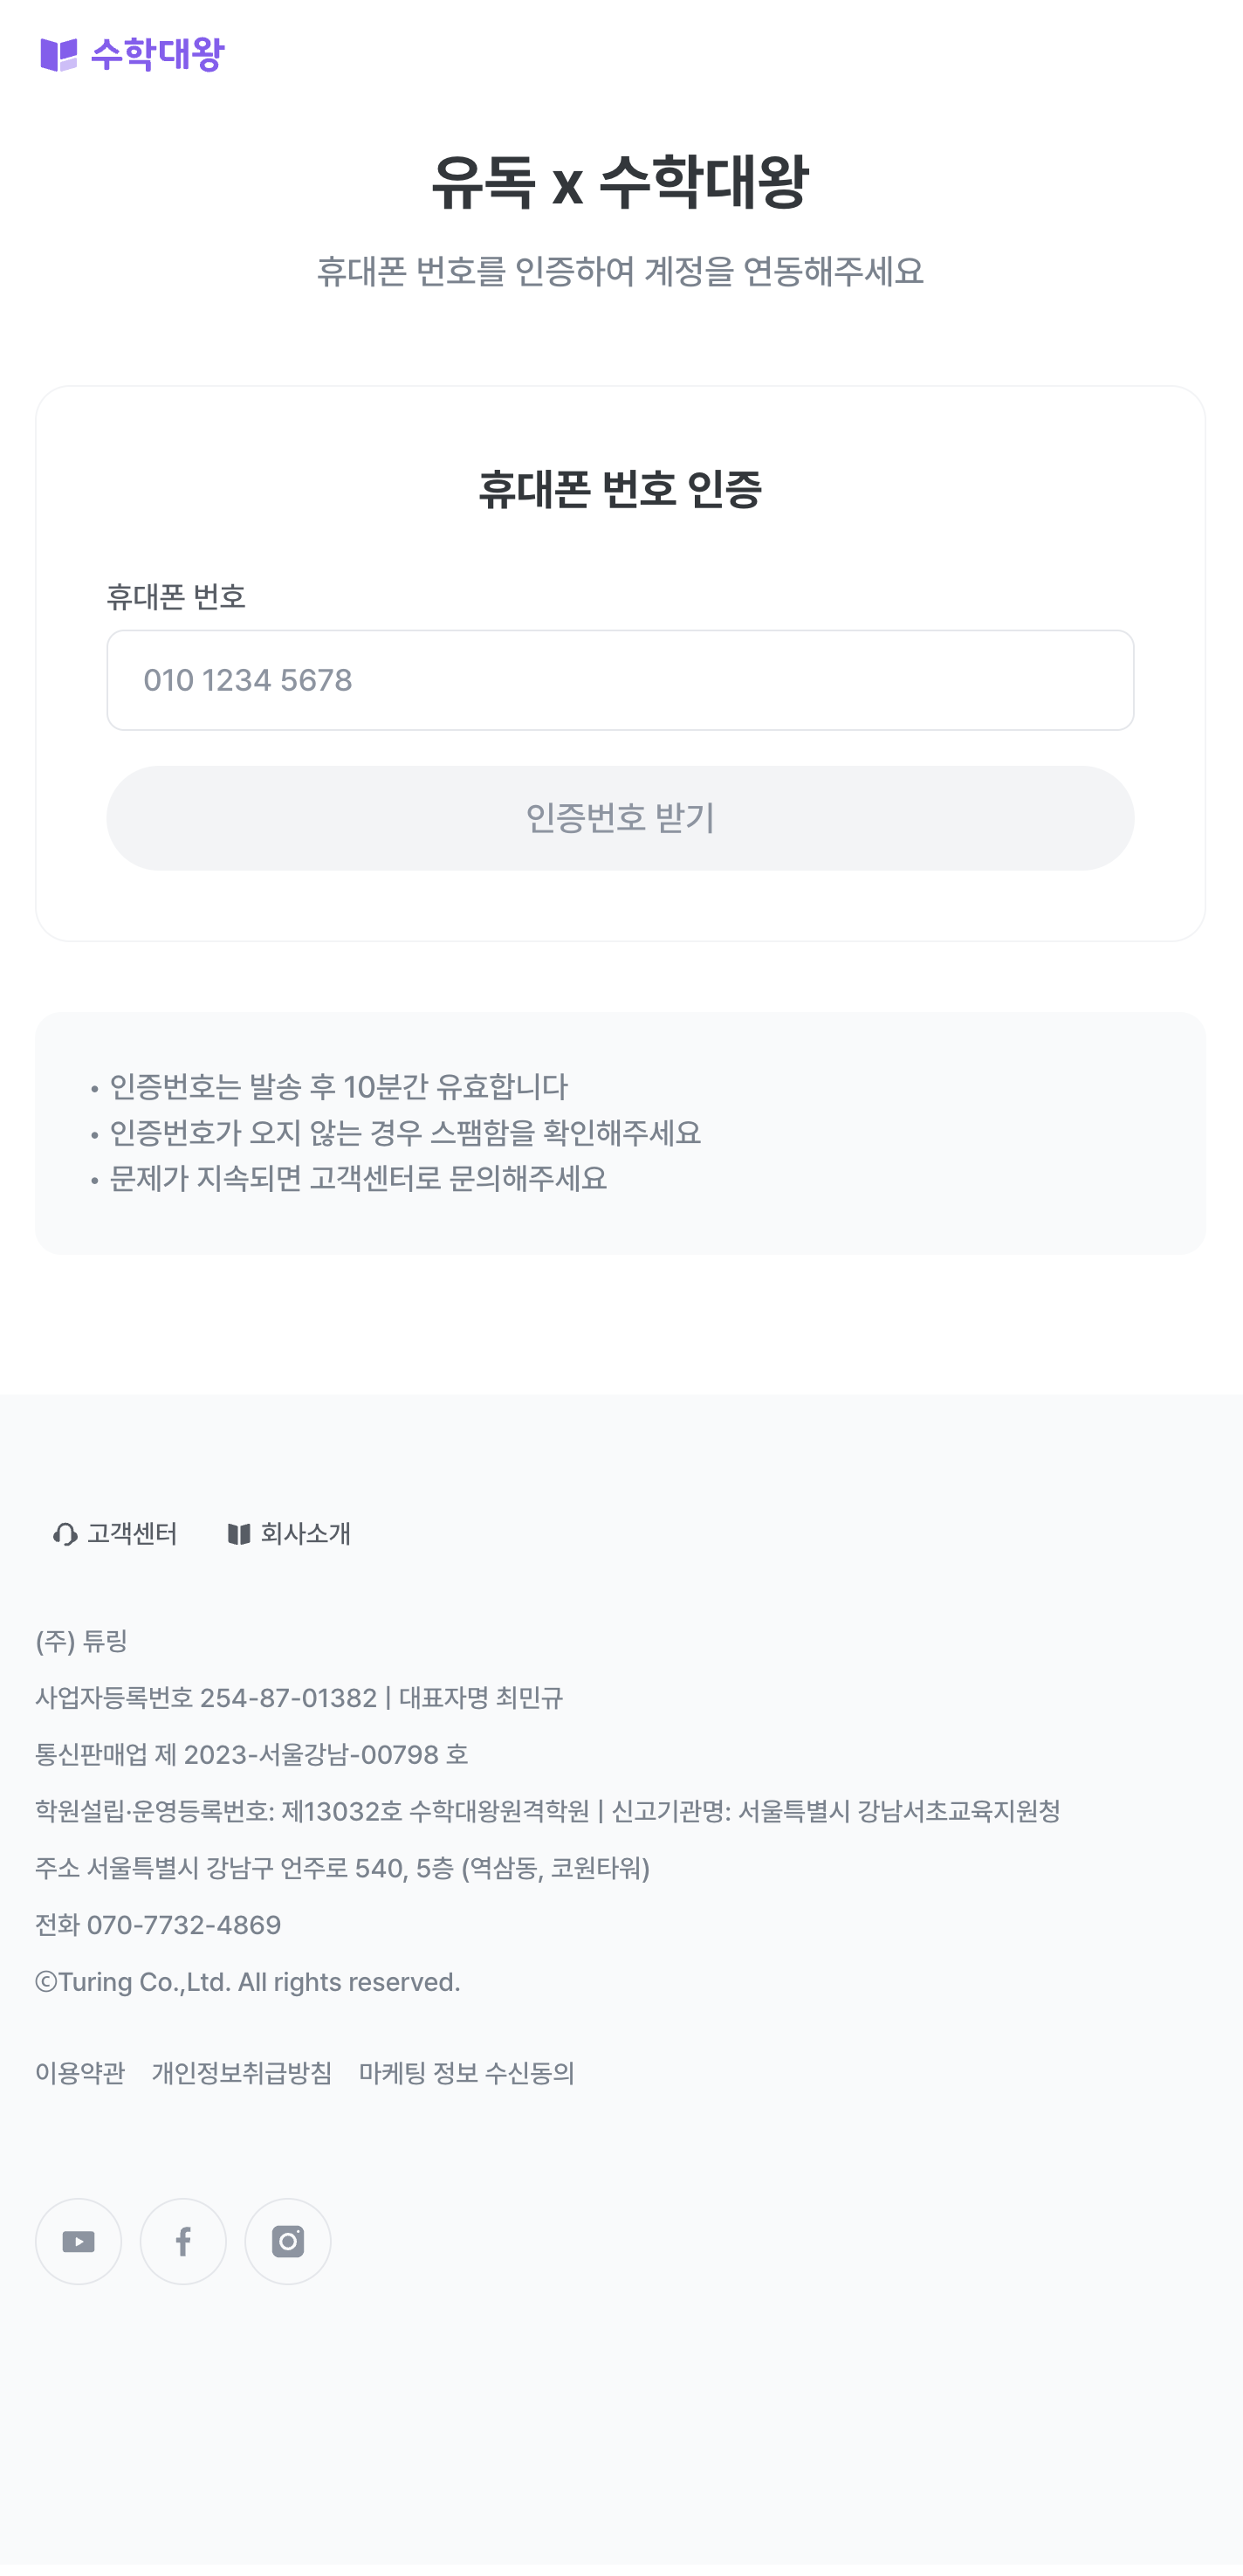 수학대왕
유독 x 수학대왕
휴대폰 번호를 인증하여 계정을 연동해주세요
휴대폰 번호 인증
휴대폰 번호
010 1234 5678
인증번호 받기
• 인증번호는 발송 후 10분간 유효합니다
• 인증번호가 오지 않는 경우 스팸함을 확인해주세요
• 문제가 지속되면 고객센터로 문의해주세요
고객센터 회사소개
(주) 튜링
사업자등록번호 254-87-01382 | 대표자명 최민규
통신판매업 제 2023-서울강남-00798 호
학원설립·운영등록번호: 제13032호 수학대왕원격학원 | 신고기관명: 서울특별시 강남서초교육지원청
주소 서울특별시 강남구 언주로 540, 5층 (역삼동, 코원타워)
전화 070-7732-4869
ⓒTuring Co.,Ltd. All rights reserved.
이용약관 개인정보취급방침 마케팅 정보 수신동의